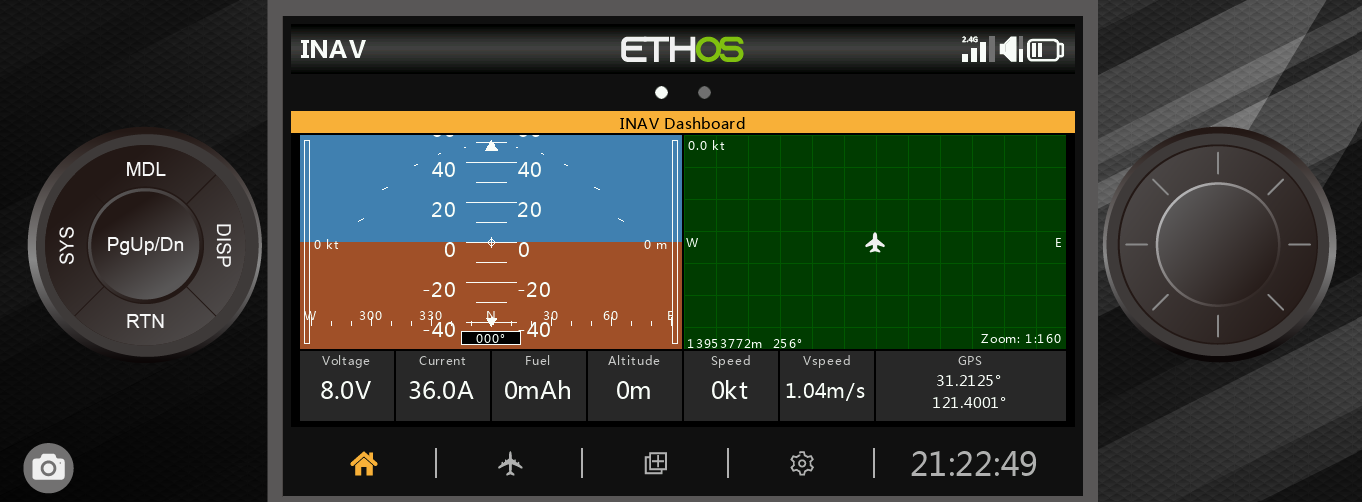 INAV
ETHOS
2.4G
INAV Dashboard
MDL
SYS
PgUp/Dn
DISP
RTN
40 40
20 20
0 kt
0 0
0 m
-20 -20
W 300 330 N 30 60 E
-40 -40
000°
0.0 kt
W
E
13953772m 256°
Zoom: 1:160
Voltage
8.0V
Current
36.0A
Fuel
0mAh
Altitude
0m
Speed
0kt
Vspeed
1.04m/s
GPS
31.2125°
121.4001°
21:22:49